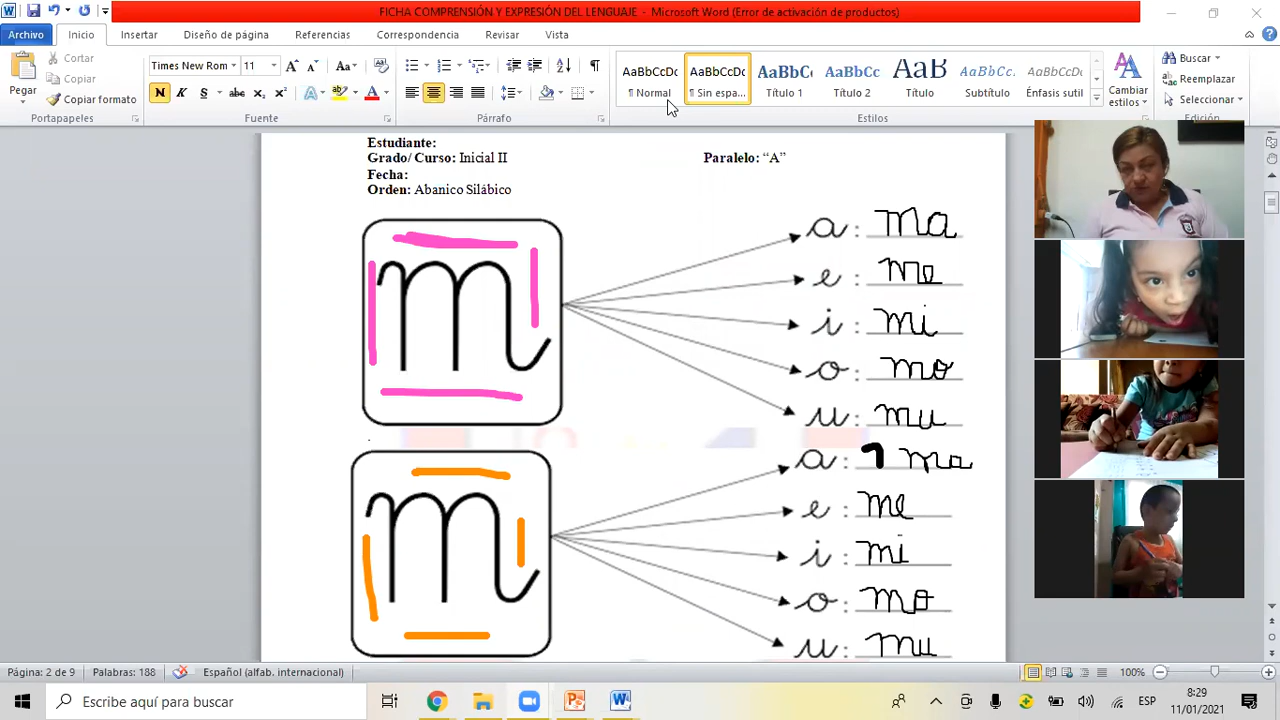 FICHA COMPRENSIÓN Y EXPRESIÓN DEL LENGUAJE - Microsoft Word (Error de activación de productos)
Archivo Inicio Insertar Diseño de página Referencias Correspondencia Revisar Vista
Cortar
Copiar
Copiar formato
Pegar
Portapapeles
Times New Rom 11
N K S abc
Fuente
Párrafo
AaBbCcDc AaBbCcDc AaBbC AaBbCc AaB AaBbCc. AaBbCcDc
¶ Normal ¶ Sin espa... Título 1 Título 2 Título Subtítulo Énfasis sutil
Cambiar estilos
Estilos
Buscar
Reemplazar
Seleccionar
Edición
Estudiante:
Grado/ Curso: Inicial II Paralelo: “A”
Fecha:
Orden: Abanico Silábico
m
a : ma
e : me
i : mi
o : mo
u : mu
m
a : ma
e : me
i : mi
o : mo
u : mu
Página: 2 de 9 Palabras: 188 Español (alfab. internacional) 100%
Escribe aquí para buscar
ESP
8:29
11/01/2021